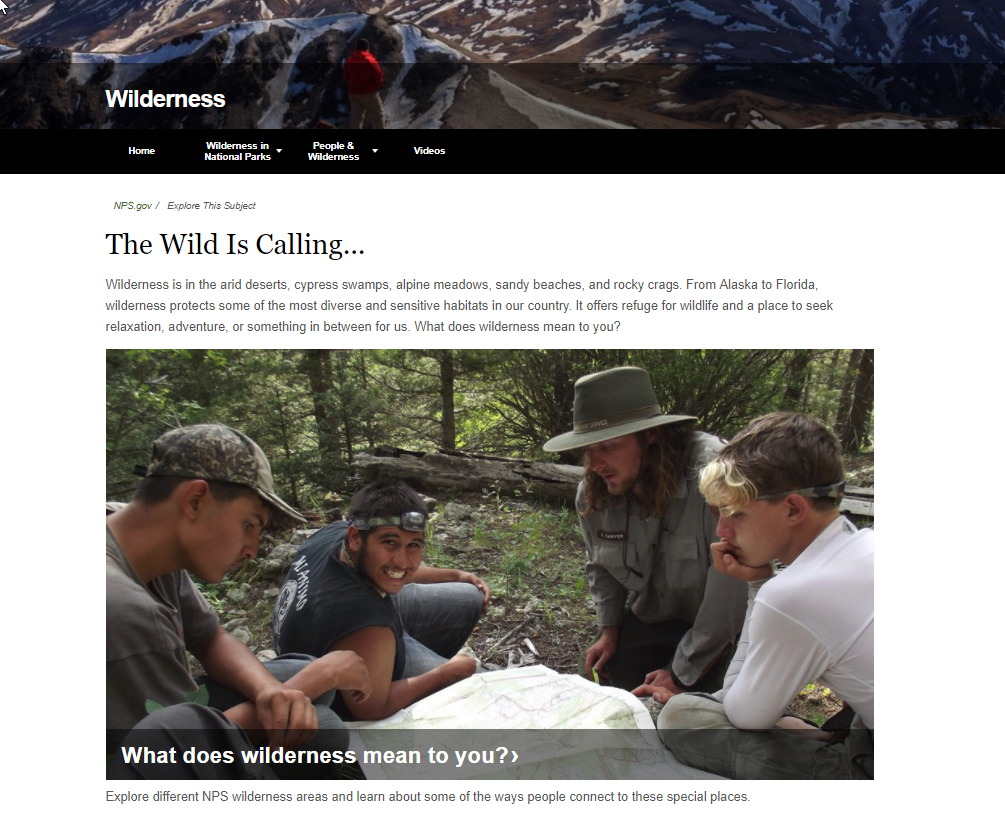 Wilderness
Home
Wilderness in
National Parks
People &
Wilderness
Videos
NPS.gov /   Explore This Subject
The Wild Is Calling...
Wilderness is in the arid deserts, cypress swamps, alpine meadows, sandy beaches, and rocky crags. From Alaska to Florida,
wilderness protects some of the most diverse and sensitive habitats in our country. It offers refuge for wildlife and a place to seek
relaxation, adventure, or something in between for us. What does wilderness mean to you?
SERVICE
What does wilderness mean to you?›
Explore different NPS wilderness areas and learn about some of the ways people connect to these special places.